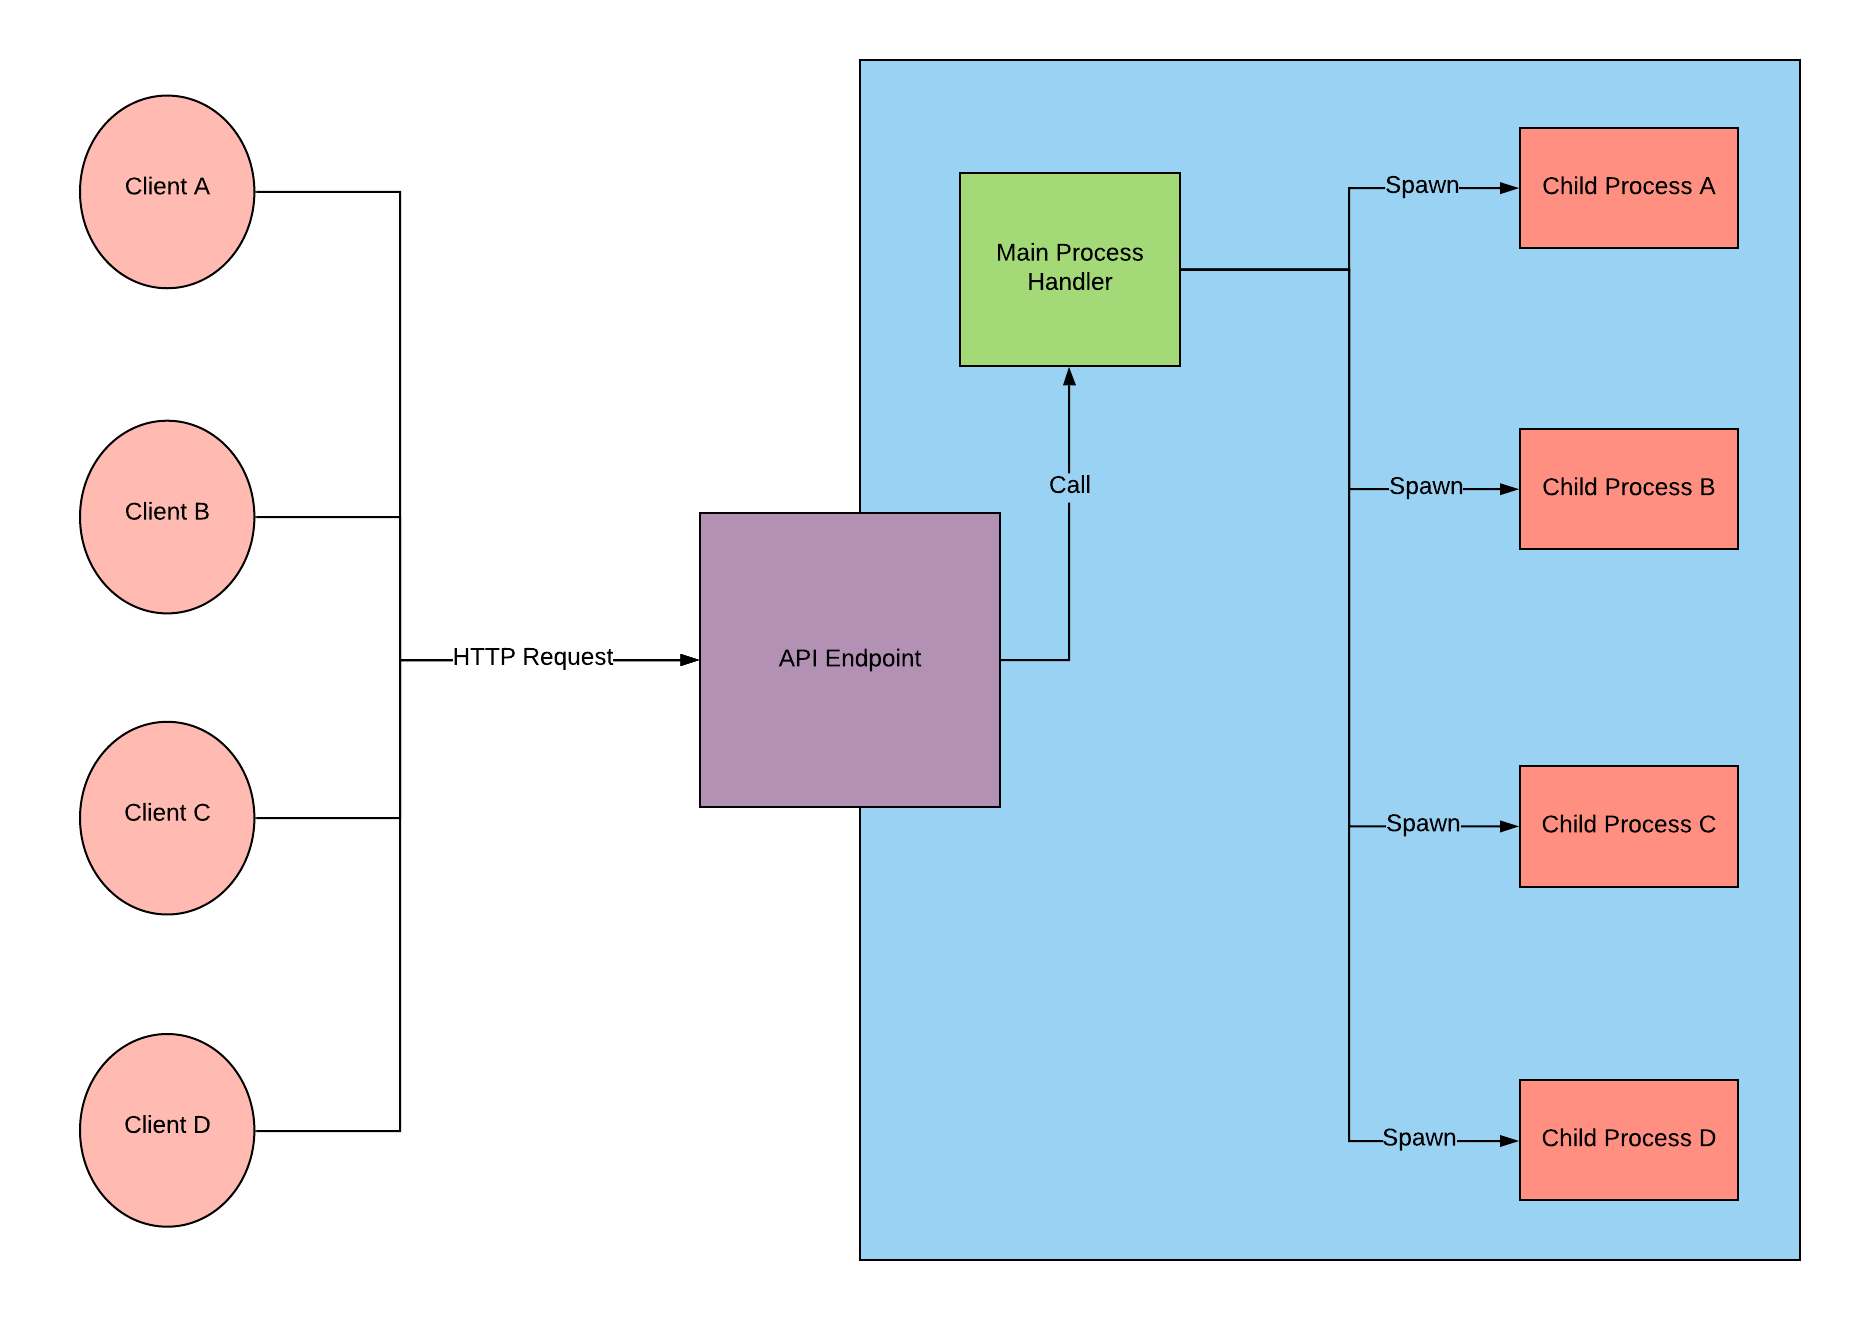 Client A
Client B
Client C
Client D
HTTP Request
API Endpoint
Call
Main Process
Handler
Spawn
Child Process A
Spawn
Child Process B
Spawn
Child Process C
Spawn
Child Process D